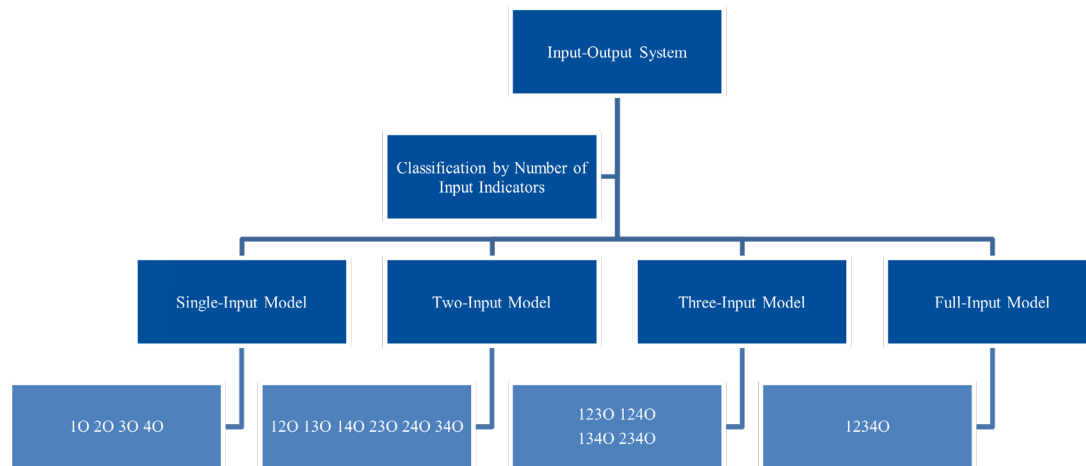 Input-Output System
Classification by Number of
Input Indicators
Single-Input Model
Two-Input Model
Three-Input Model
Full-Input Model
1O 2O 3O 4O
12O 13O 14O 23O 24O 34O
123O 124O
134O 234O
1234O